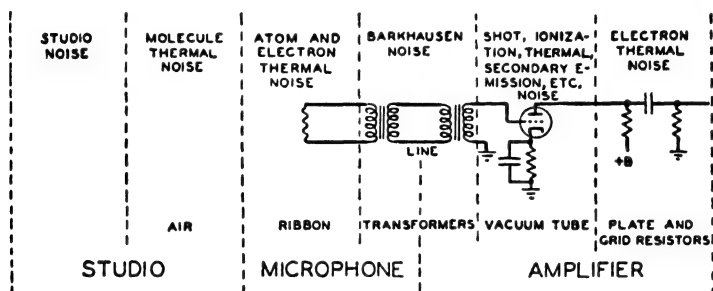 STUDIO
NOISE
MOLECULE
THERMAL
NOISE
ATOM AND
ELECTRON
THERMAL
NOISE
BARKHAUSEN
NOISE
SHOT, IONIZA-
TION, THERMAL,
SECONDARY E-
MISSION, ETC.
NOISE
ELECTRON
THERMAL
NOISE
LINE
+B
AIR
RIBBON
TRANSFORMERS
VACUUM TUBE
PLATE AND
GRID RESISTORS
STUDIO
MICROPHONE
AMPLIFIER